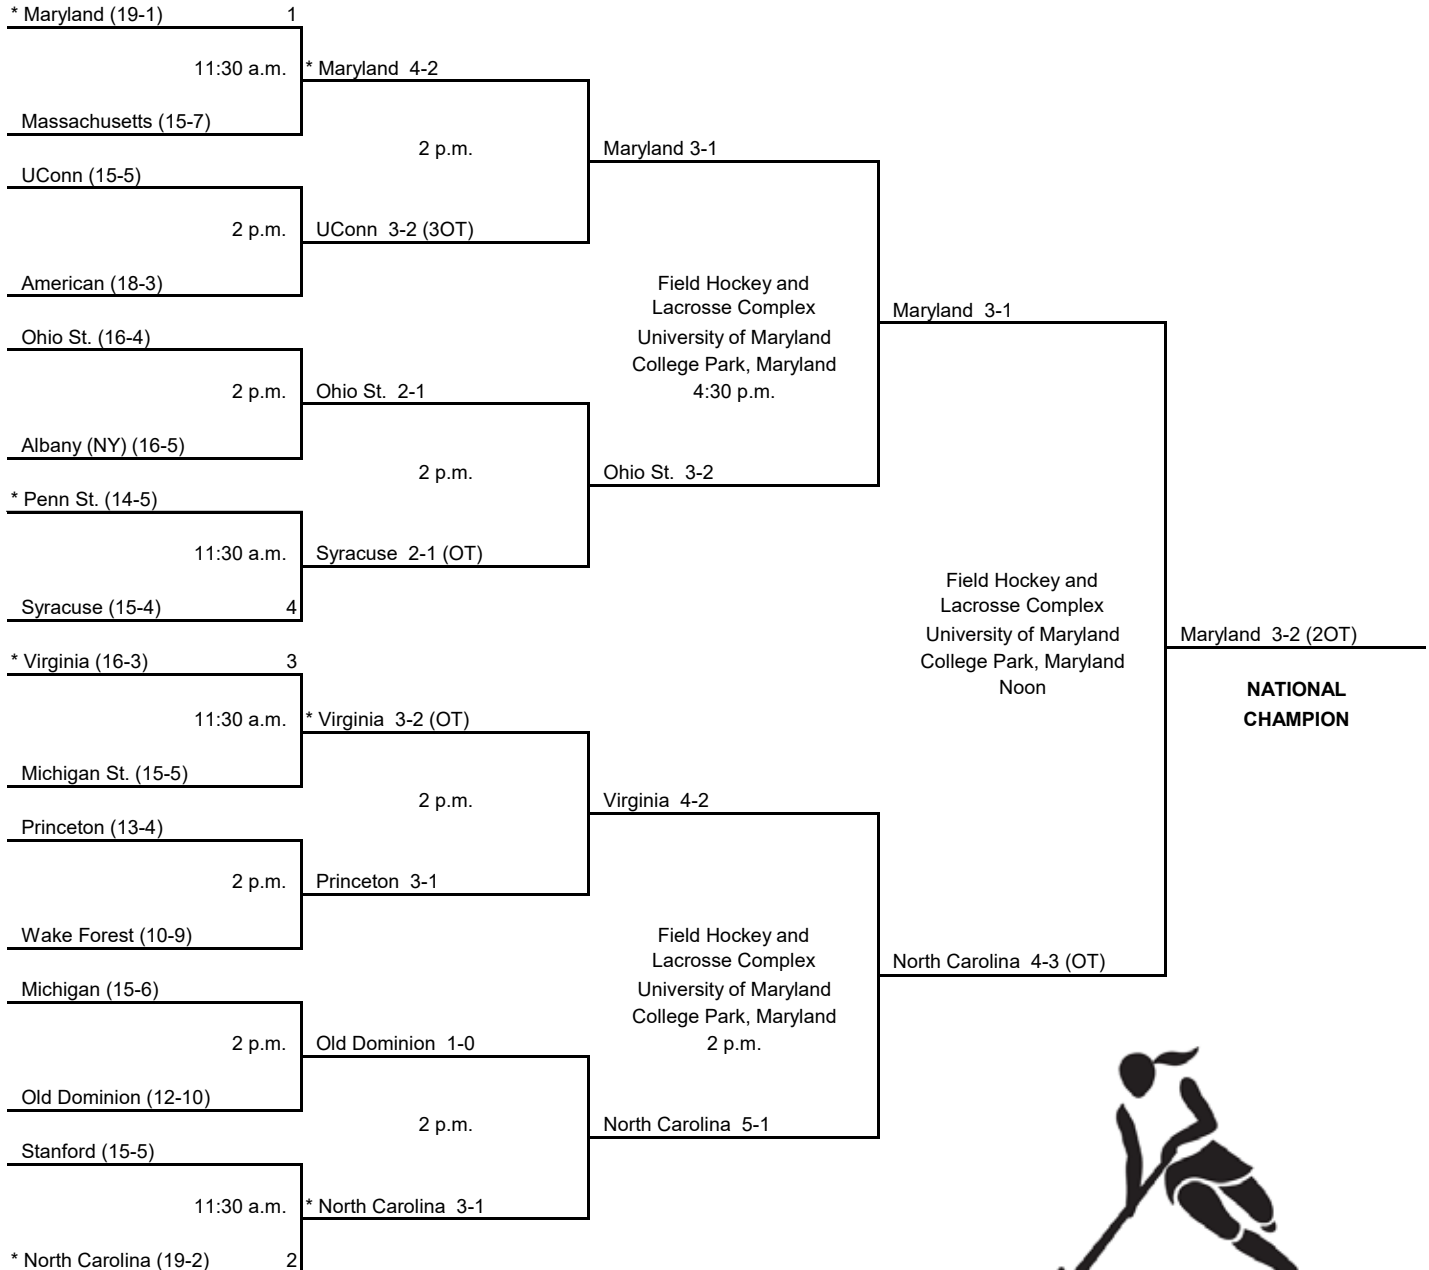 * Maryland (19-1) 1
11:30 a.m.
Massachusetts (15-7)
UConn (15-5)
2 p.m.
American (18-3)
Ohio St. (16-4)
2 p.m.
Albany (NY) (16-5)
* Penn St. (14-5)
11:30 a.m.
Syracuse (15-4) 4
* Virginia (16-3) 3
11:30 a.m.
Michigan St. (15-5)
Princeton (13-4)
2 p.m.
Wake Forest (10-9)
Michigan (15-6)
2 p.m.
Old Dominion (12-10)
Stanford (15-5)
11:30 a.m.
* North Carolina (19-2) 2
* Maryland 4-2
2 p.m.
UConn 3-2 (3OT)
Ohio St. 2-1
2 p.m.
Syracuse 2-1 (OT)
* Virginia 3-2 (OT)
2 p.m.
Princeton 3-1
Old Dominion 1-0
2 p.m.
* North Carolina 3-1
Maryland 3-1
Field Hockey and
Lacrosse Complex
University of Maryland
College Park, Maryland
4:30 p.m.
Ohio St. 3-2
Virginia 4-2
Field Hockey and
Lacrosse Complex
University of Maryland
College Park, Maryland
2 p.m.
North Carolina 5-1
Maryland 3-1
Field Hockey and
Lacrosse Complex
University of Maryland
College Park, Maryland
Noon
North Carolina 4-3 (OT)
Maryland 3-2 (2OT)
NATIONAL
CHAMPION